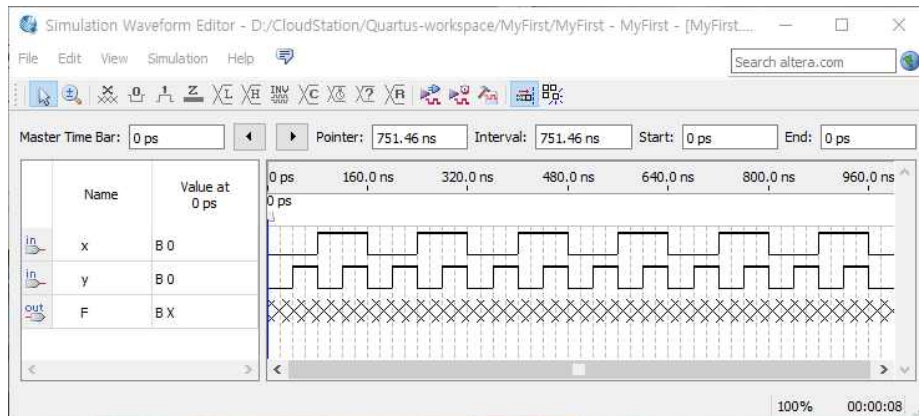 Simulation Waveform Editor - D:/CloudStation/Quartus-workspace/MyFirst/MyFirst - MyFirst - [MyFirst....
File Edit View Simulation Help
Search altera.com
Master Time Bar: 0 ps Pointer: 751.46 ns Interval: 751.46 ns Start: 0 ps End: 0 ps
Name Value at 0 ps
0 ps 160.0 ns 320.0 ns 480.0 ns 640.0 ns 800.0 ns 960.0 ns
0 ps
in x B 0
in y B 0
out F B X
100% 00:00:08